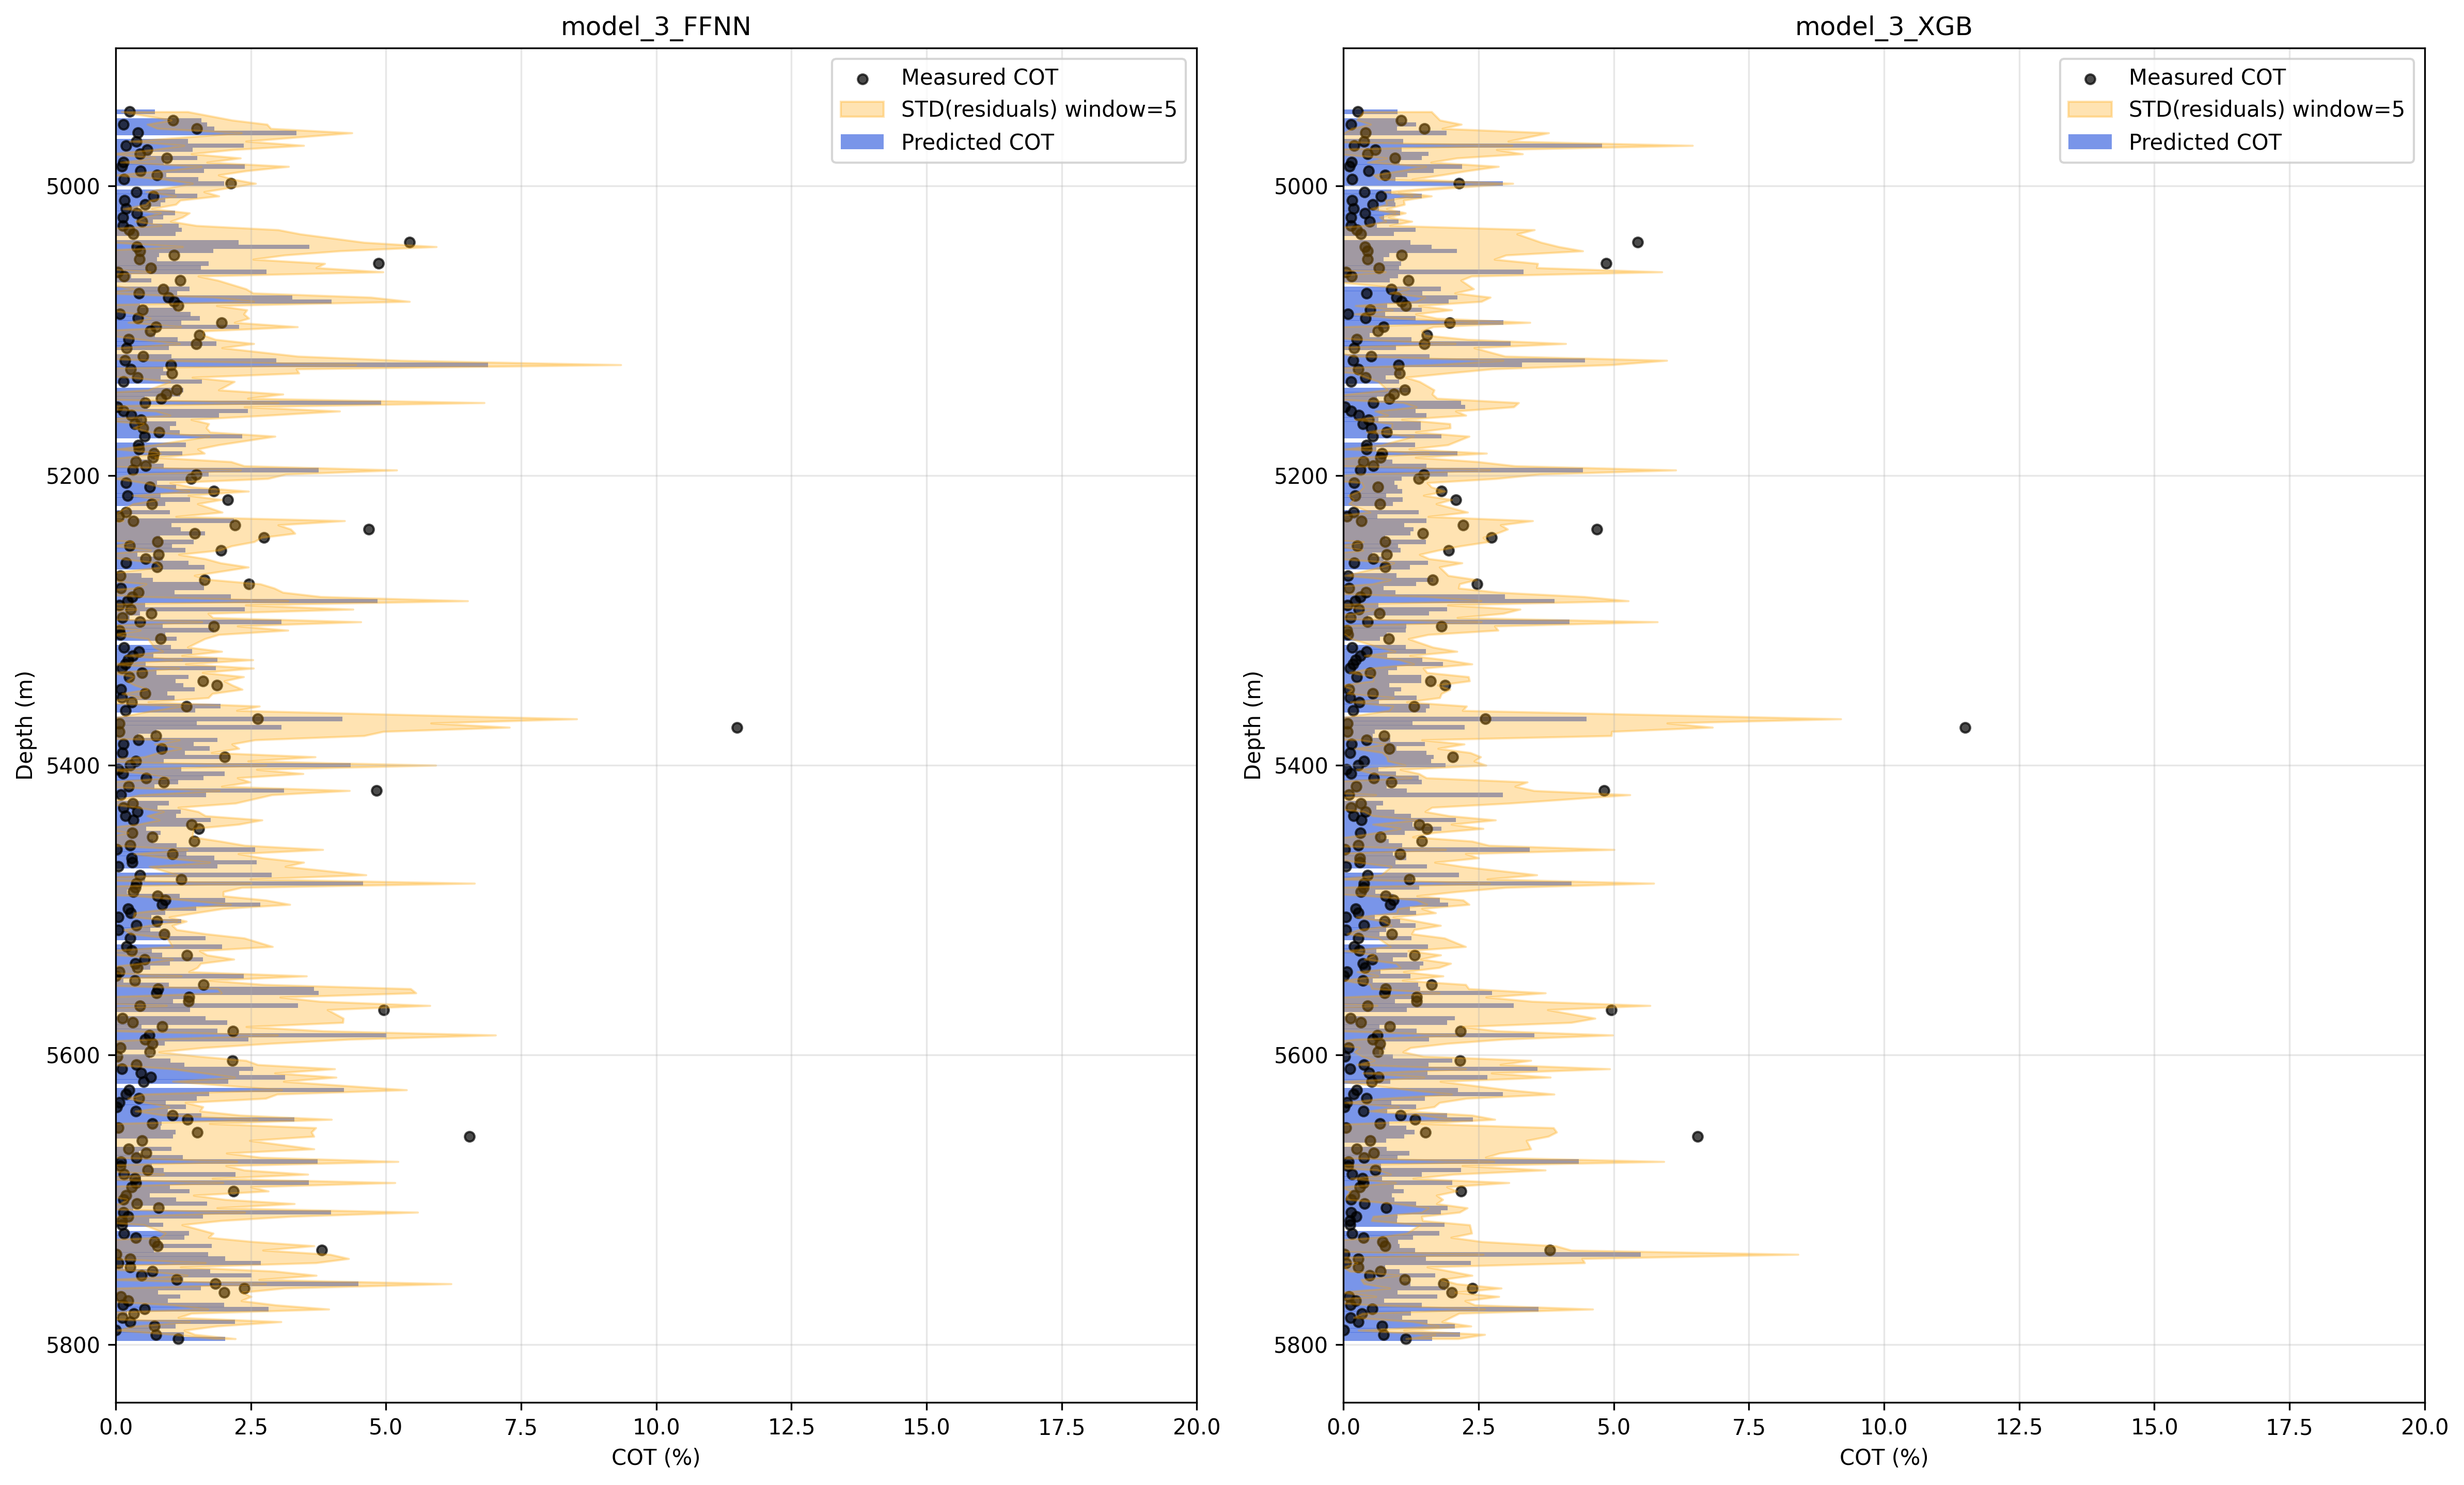 model_3_FFNN
Measured COT
STD(residuals) window=5
Predicted COT
Depth (m)
5000
5200
5400
5600
5800
0.0 2.5 5.0 7.5 10.0 12.5 15.0 17.5 20.0
COT (%)
model_3_XGB
Measured COT
STD(residuals) window=5
Predicted COT
Depth (m)
5000
5200
5400
5600
5800
0.0 2.5 5.0 7.5 10.0 12.5 15.0 17.5 20.0
COT (%)